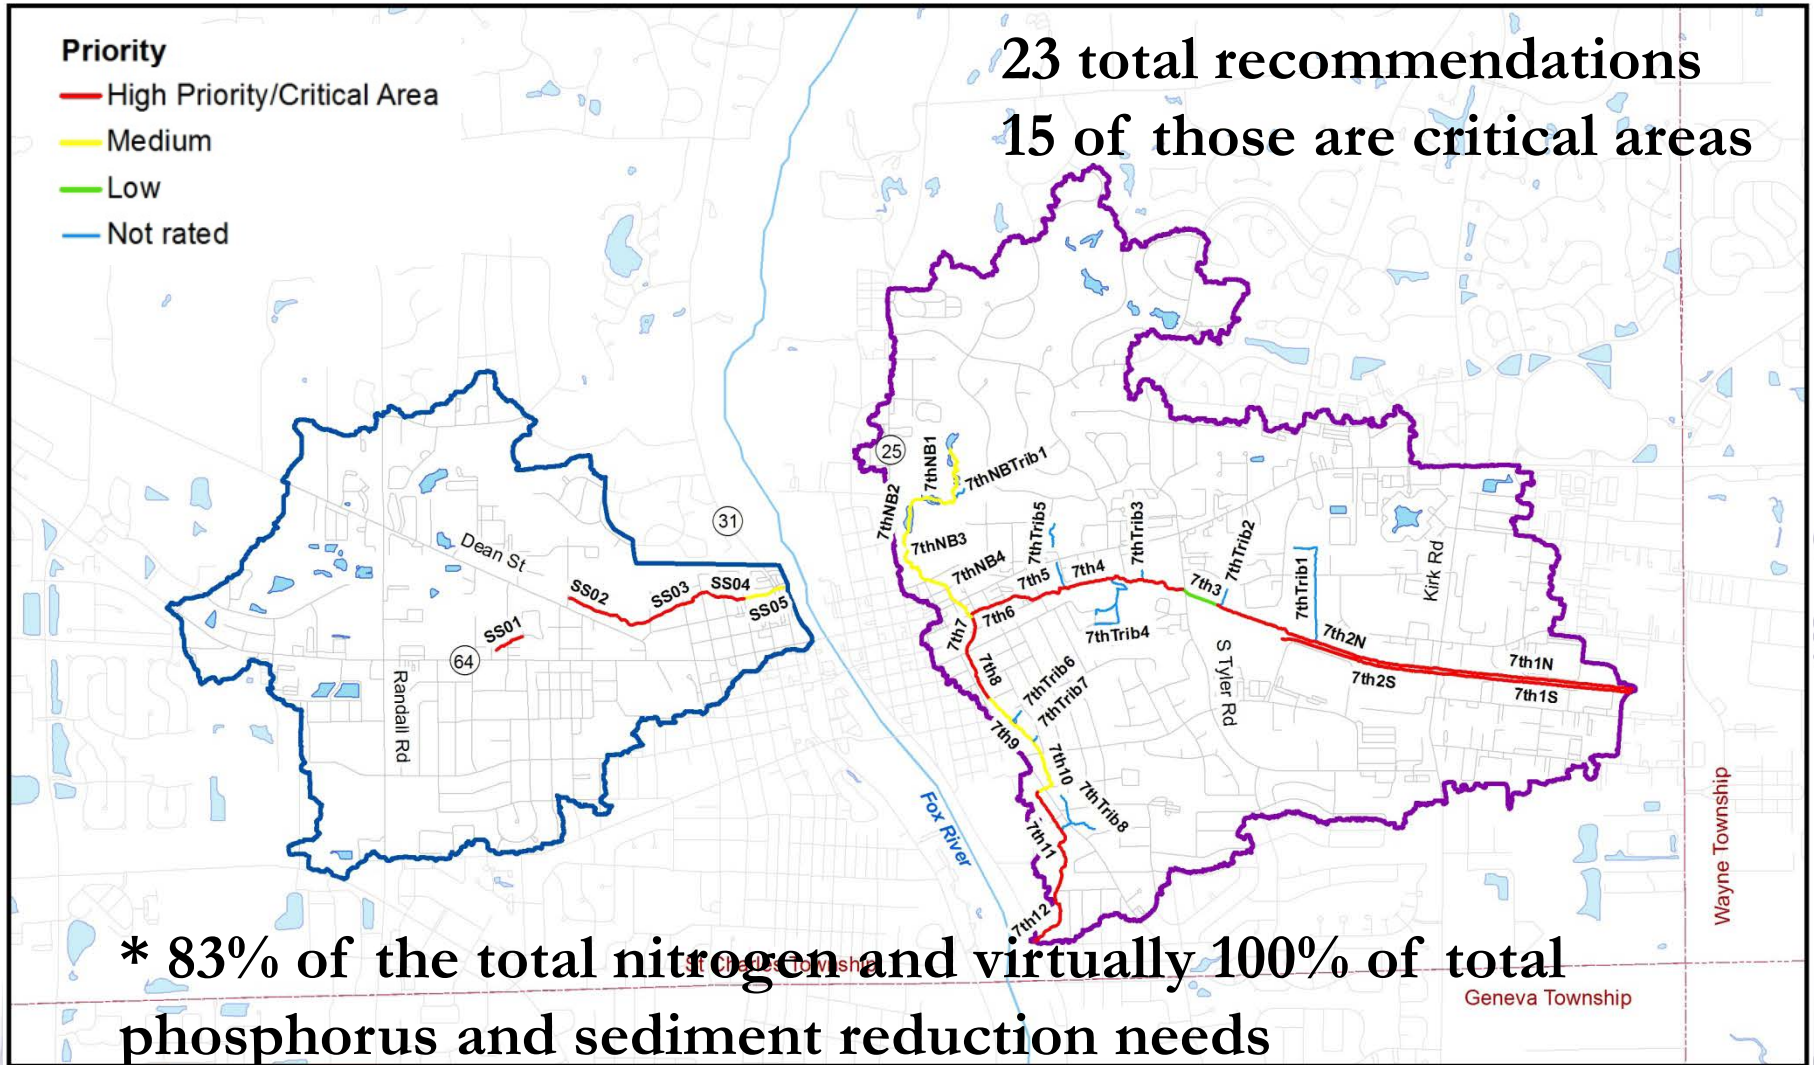 Priority
High Priority/Critical Area
Medium
Low
Not rated
23 total recommendations
15 of those are critical areas
25
7thNB1
7thNBTrib1
7thNB2
31
7thNB3
7thNB4
7thTrib5
7thTrib3
7thTrib2
Dean St
7th5
7th4
7th3
7thTrib1
Kirk Rd
SS02
SS03
SS04
SS05
SS01
64
7th6
7th7
7thTrib4
7th2N
7th1N
7th2S
7th1S
7th8
7thTrib6
7thTrib7
S Tyler Rd
Randall Rd
7th9
7th10
7thTrib8
Fox River
7th11
7th12
Wayne Township
* 83% of the total nitrogen and virtually 100% of total
St Charles Township
Geneva Township
phosphorus and sediment reduction needs